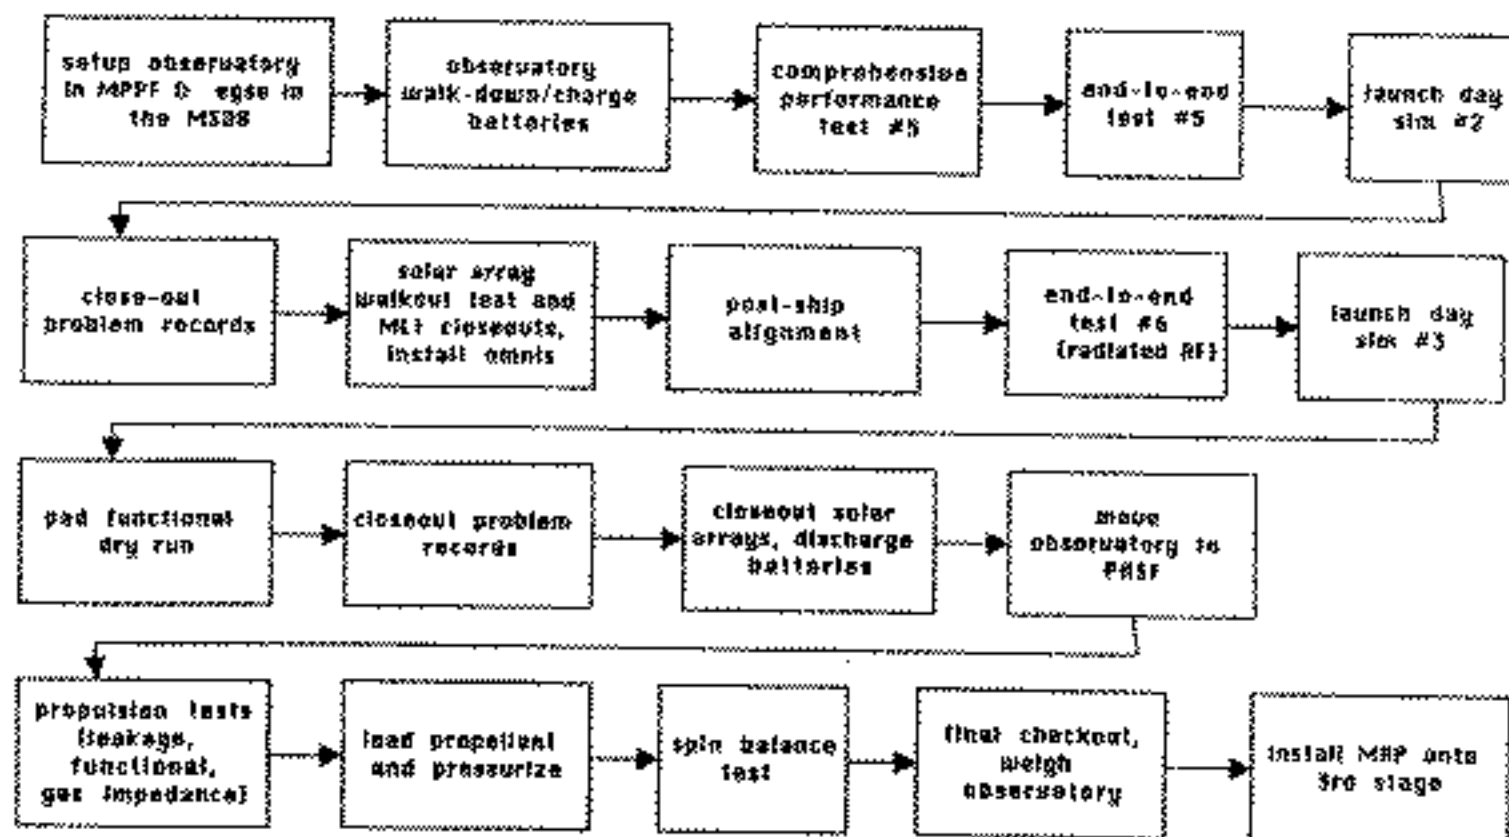 setup observatory
in MPPF & egse in
the MSOB
observatory
walk-down/charge
batteries
comprehensive
performance
test #5
end-to-end
test #5
launch day
sim #2
close-out
problem records
solar array
walkout test and
MLI closeouts,
install omnis
post-ship
alignment
end-to-end
test #6
(radiated RF)
launch day
sim #3
pad functional
dry run
closeout problem
records
closeout solar
arrays, discharge
batteries
move
observatory to
propulsion tests
(leakage,
functional,
gas impedance)
load propellent
and pressurize
spin balance
test
final checkout,
weigh
observatory
install MAP onto
3rd stage